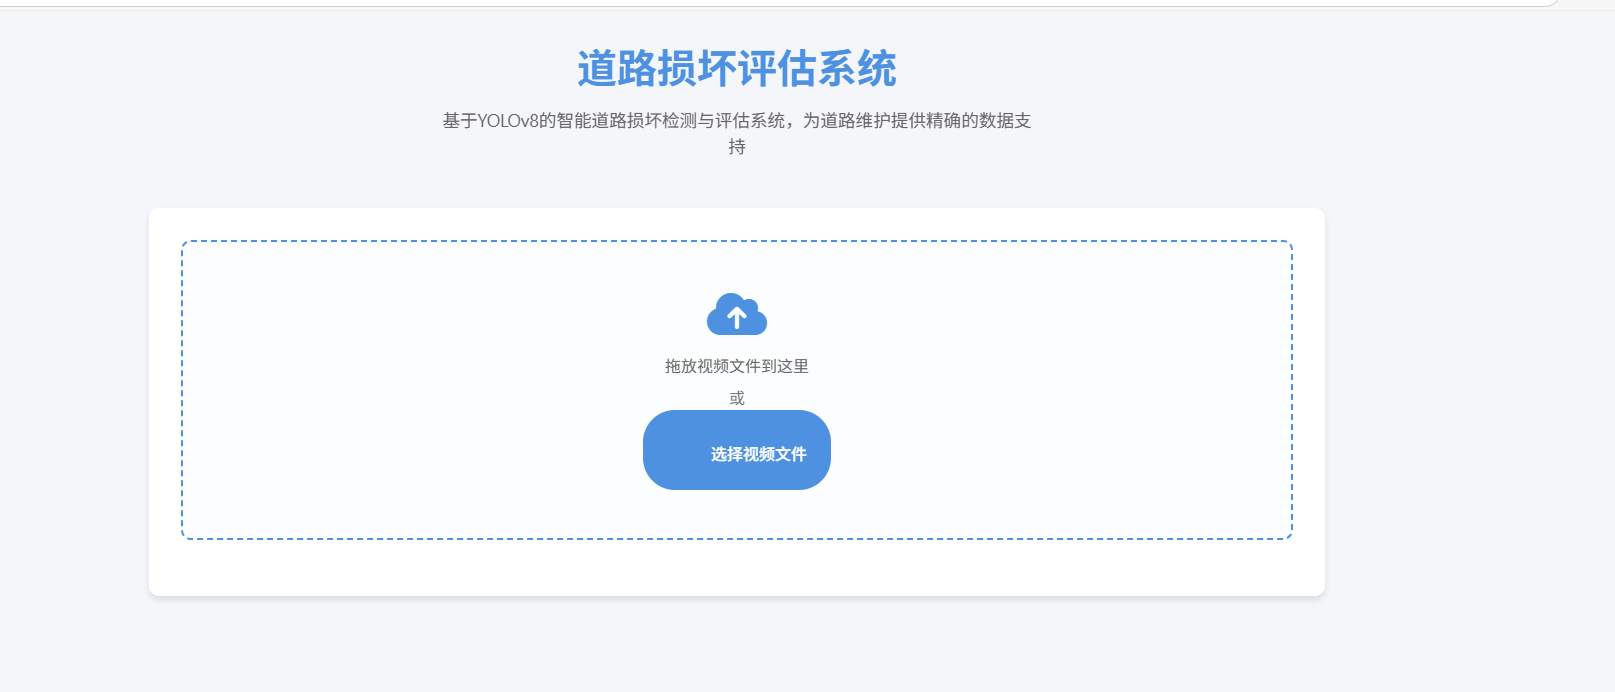 道路损坏评估系统
基于YOLOv8的智能道路损坏检测与评估系统，为道路维护提供精确的数据支
持
拖放视频文件到这里
或
选择视频文件